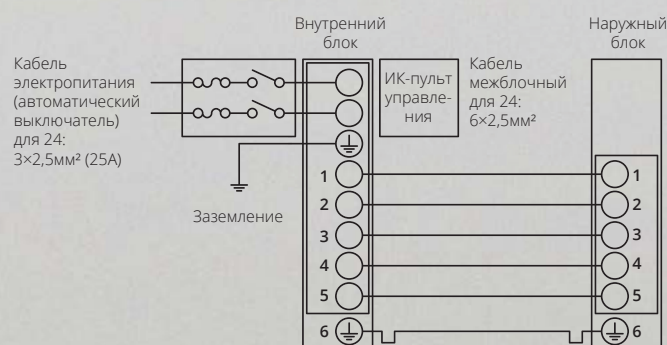 Внутренний
блок
Наружный
блок
Кабель
электропитания
(автоматический
выключатель)
для 24:
3×2,5мм² (25А)
ИК-пульт
управле-
ния
Кабель
межблочный
для 24:
6×2,5мм²
Заземление
1
2
3
4
5
6
1
2
3
4
5
6